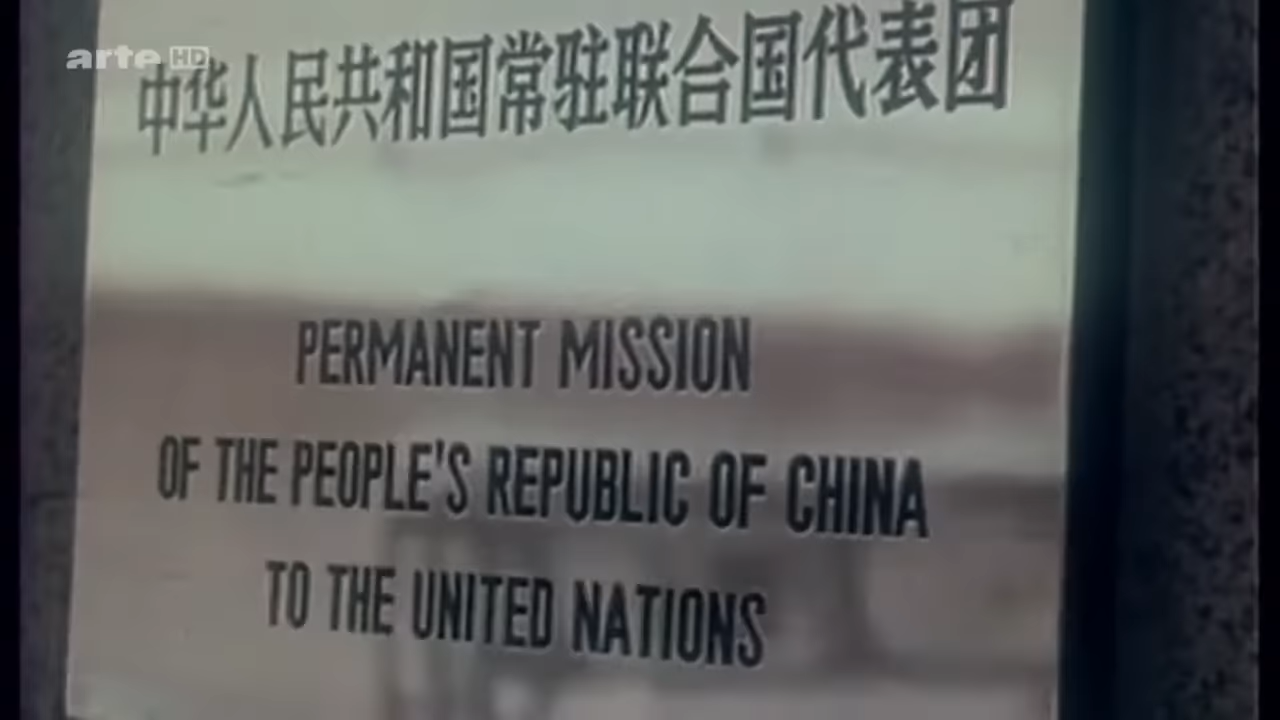 arte HD
中华人民共和国常驻联合国代表团
PERMANENT MISSION
OF THE PEOPLE'S REPUBLIC OF CHINA
TO THE UNITED NATIONS